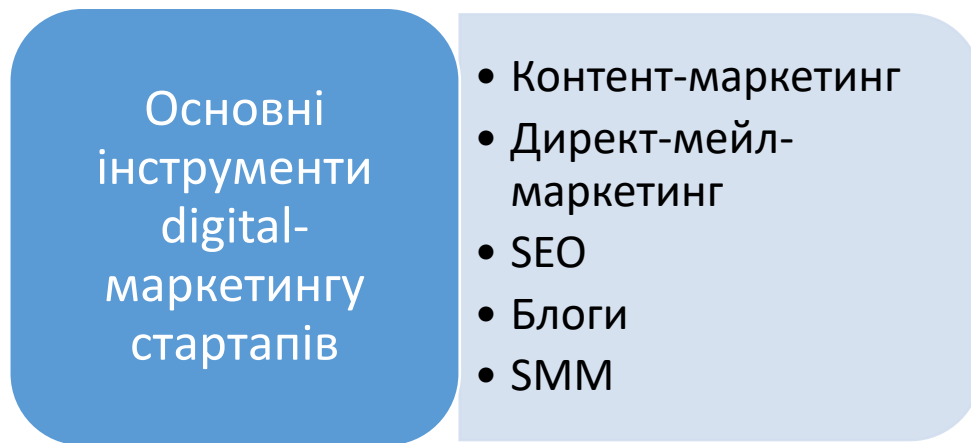 Основні
інструменти
digital-
маркетингу
стартапів
• Контент-маркетинг
• Директ-мейл-
маркетинг
• SEO
• Блоги
• SMM